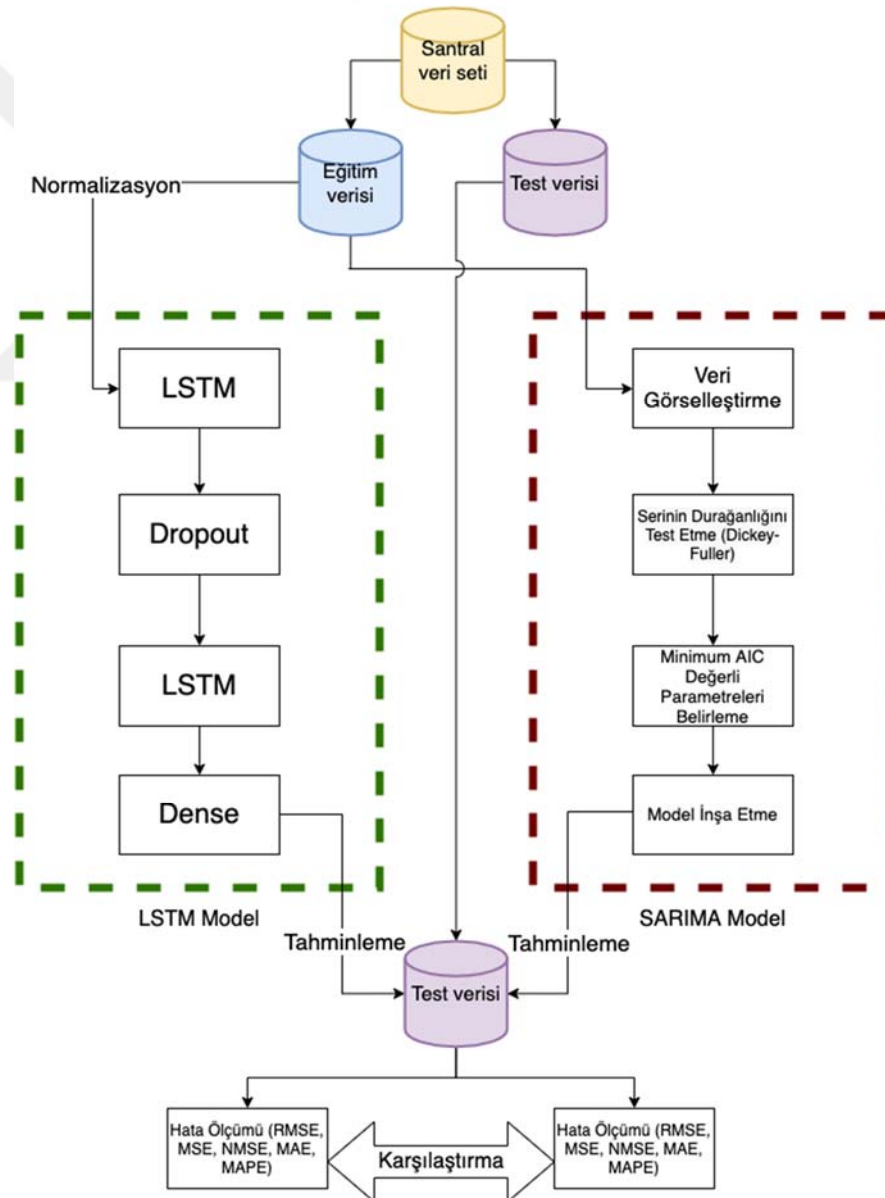 Santral
veri seti
Eğitim
verisi
Test verisi
Normalizasyon
LSTM
Dropout
LSTM
Dense
LSTM Model
Veri
Görselleştirme
Serinin Durağanlığını
Test Etme (Dickey-
Fuller)
Minimum AIC
Değerli
Parametreleri
Belirleme
Model İnşa Etme
SARIMA Model
Tahminleme
Tahminleme
Test verisi
Hata Ölçümü (RMSE,
MSE, NMSE, MAE,
MAPE)
Karşılaştırma
Hata Ölçümü (RMSE,
MSE, NMSE, MAE,
MAPE)